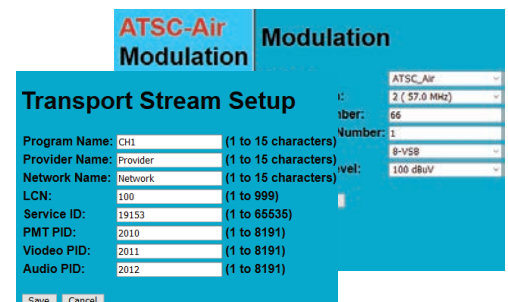 ATSC-Air
Modulation
Modulation
ATSC_Air
2 ( 57.0 MHz)
66
Number: 1
8-VSB
100 dBuV
Transport Stream Setup
Program Name: CH1 (1 to 15 characters)
Provider Name: Provider (1 to 15 characters)
Network Name: Network (1 to 15 characters)
LCN: 100 (1 to 999)
Service ID: 19153 (1 to 65535)
PMT PID: 2010 (1 to 8191)
Viodeo PID: 2011 (1 to 8191)
Audio PID: 2012 (1 to 8191)
Save Cancel